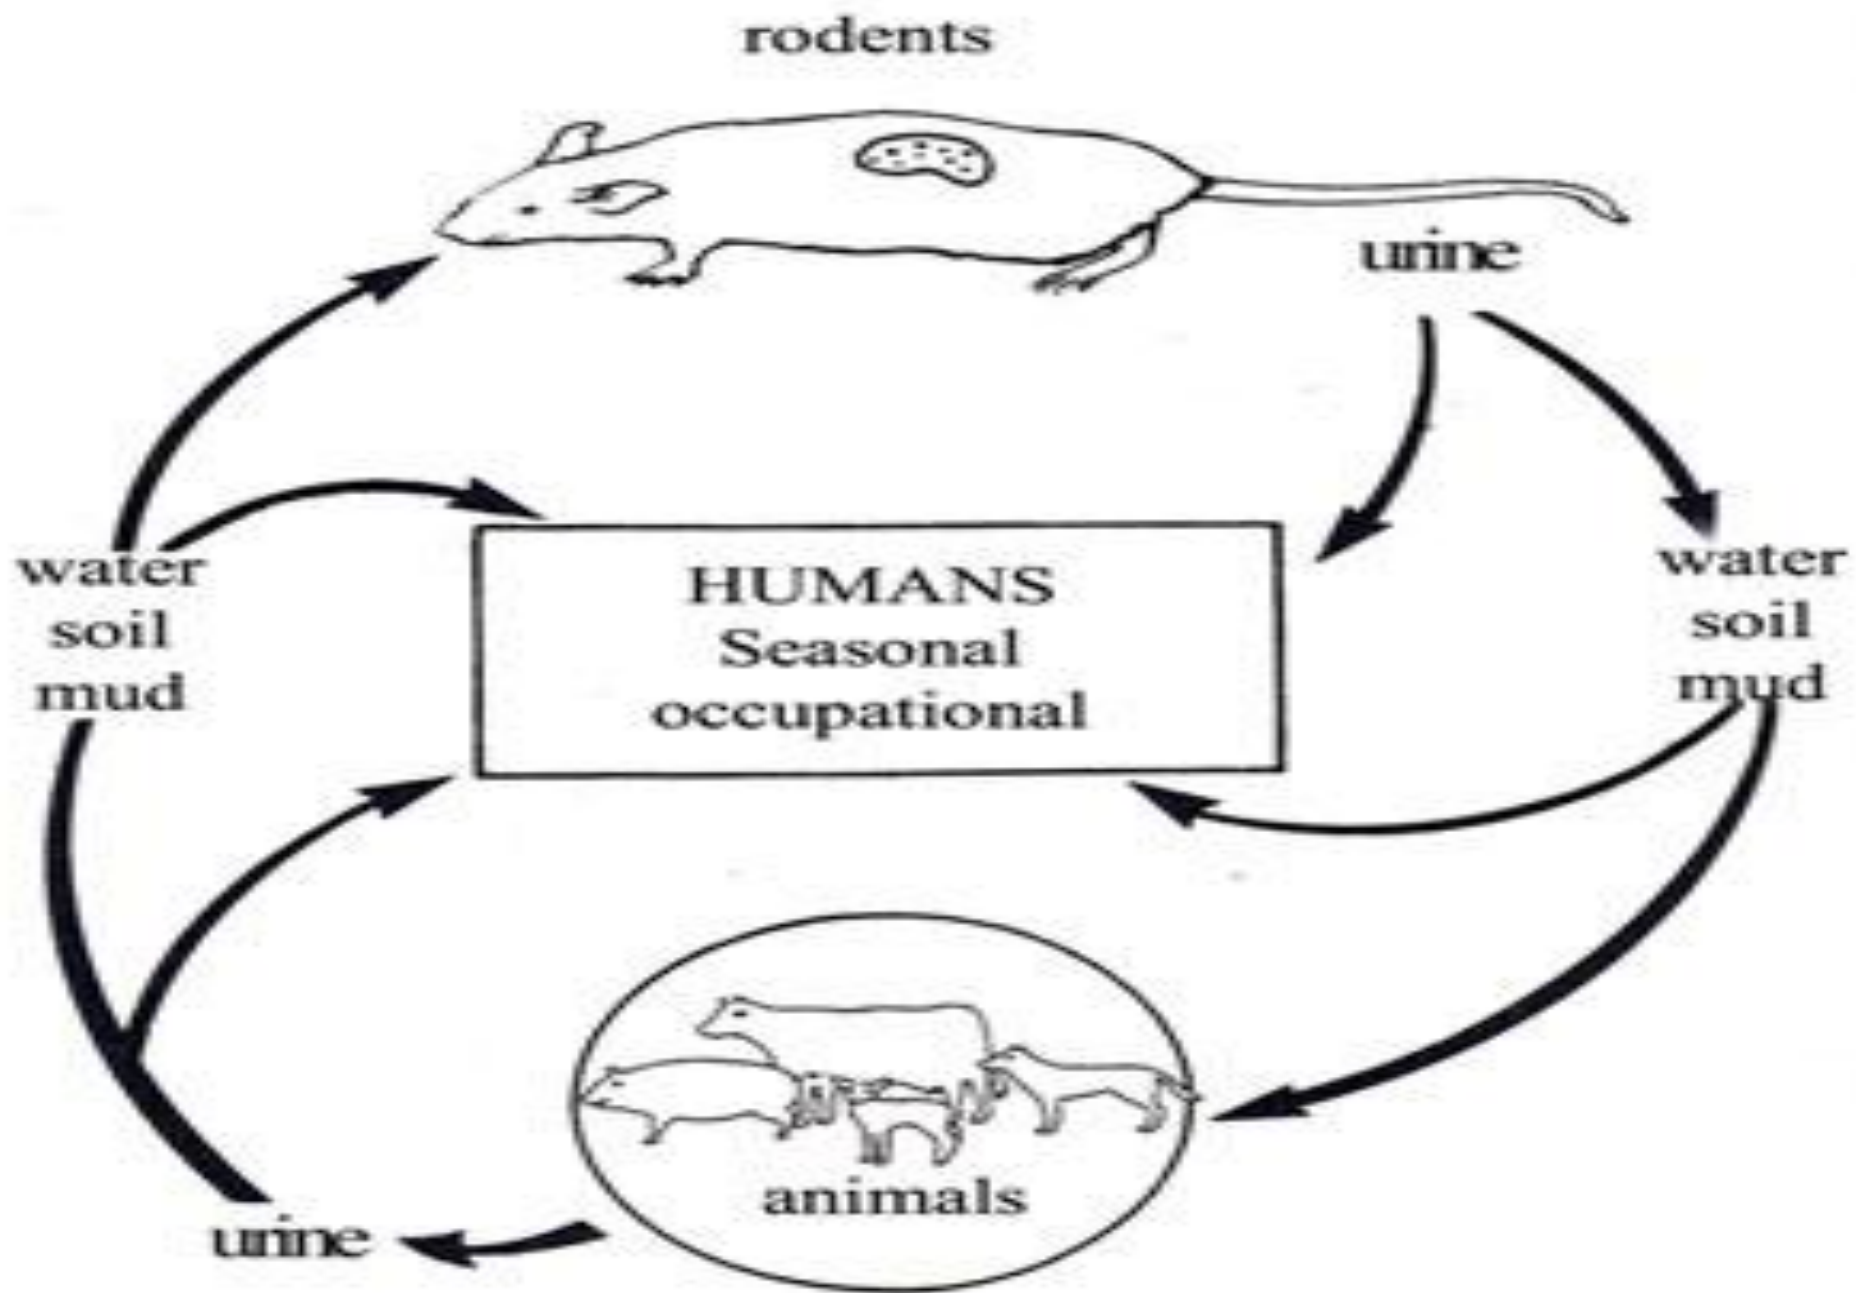 rodents
urine
water
soil
mud
HUMANS
Seasonal
occupational
water
soil
mud
animals
urine